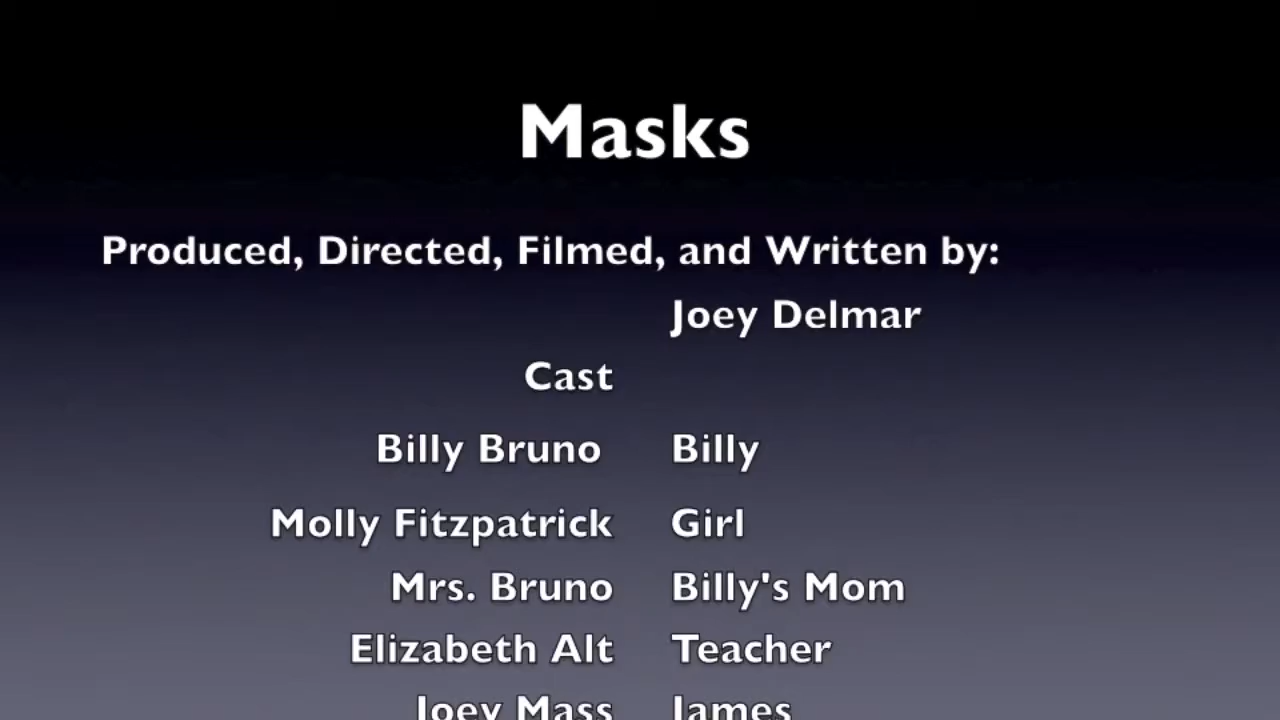 Masks
Produced, Directed, Filmed, and Written by:
Joey Delmar
Cast
Billy Bruno Billy
Molly Fitzpatrick Girl
Mrs. Bruno Billy's Mom
Elizabeth Alt Teacher
Joey Mass James